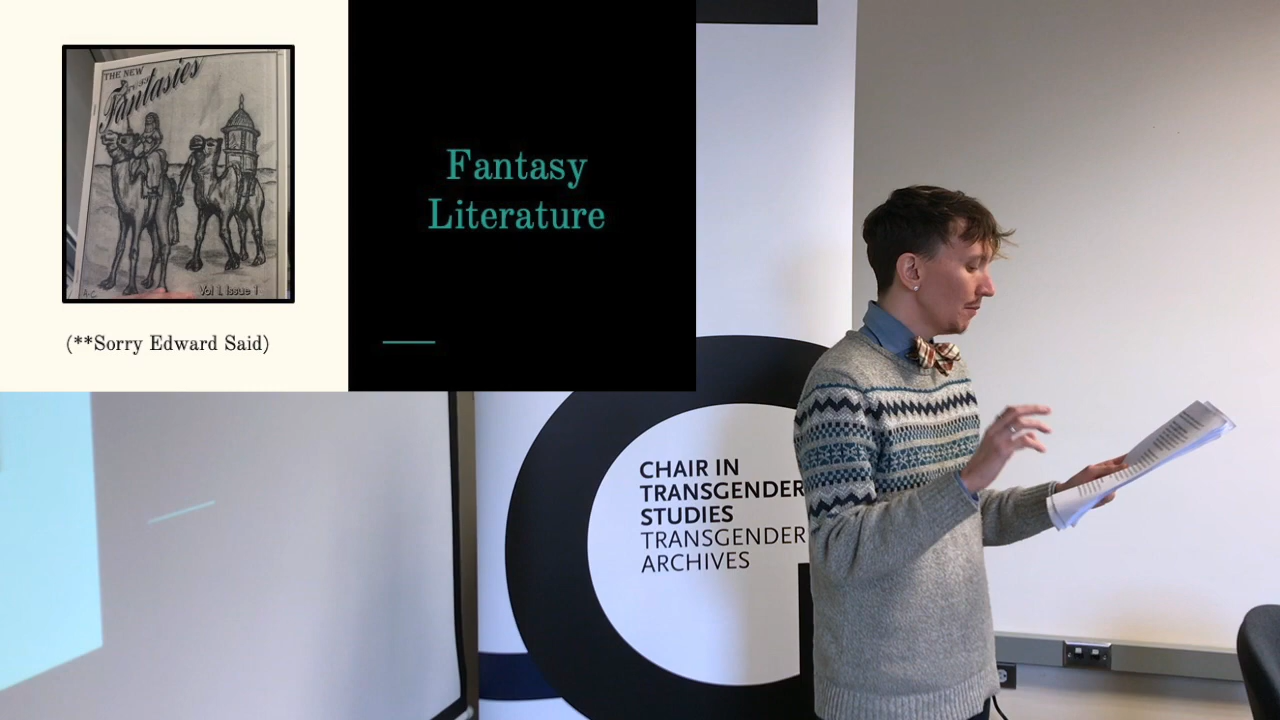 THE NEW
Fantasies
Vol 1, Issue 1
(**Sorry Edward Said)
Fantasy
Literature
CHAIR IN
TRANSGENDER
STUDIES
TRANSGENDER
ARCHIVES